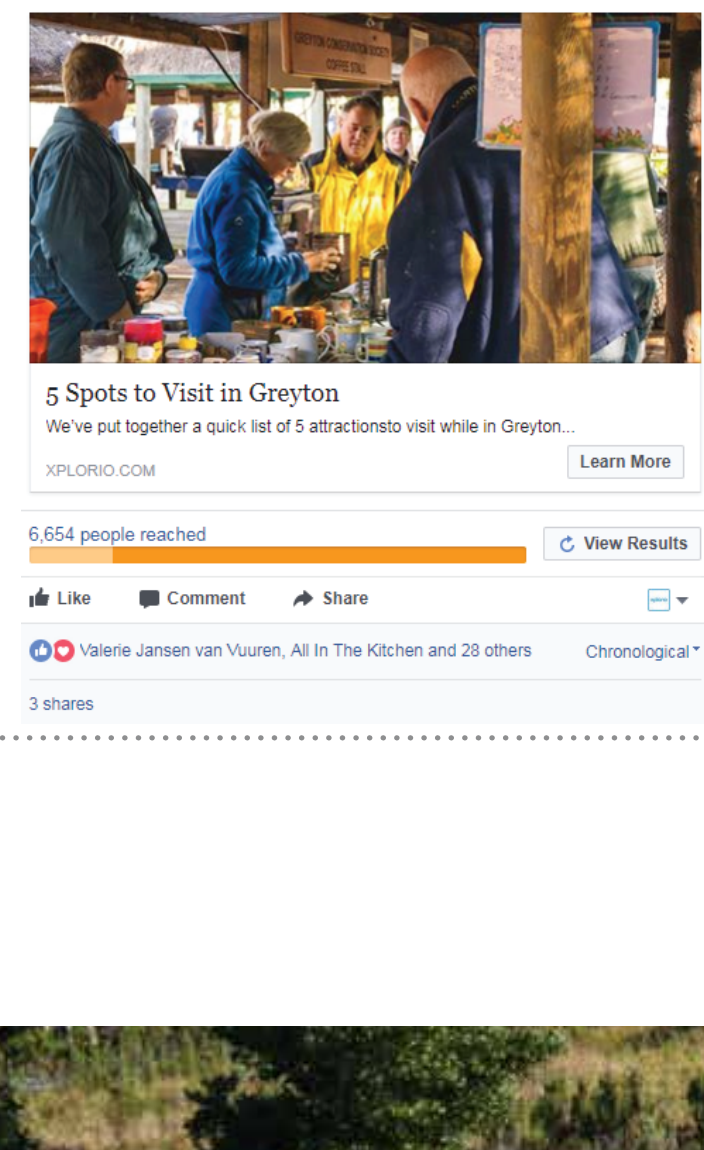 GREYTON CONSERVATION SOCIETY
COFFEE STALL
5 Spots to Visit in Greyton
We've put together a quick list of 5 attractionsto visit while in Greyton...
XPLORIO.COM
Learn More
6,654 people reached
View Results
Like Comment Share
Valerie Jansen van Vuuren, All In The Kitchen and 28 others
Chronological
3 shares